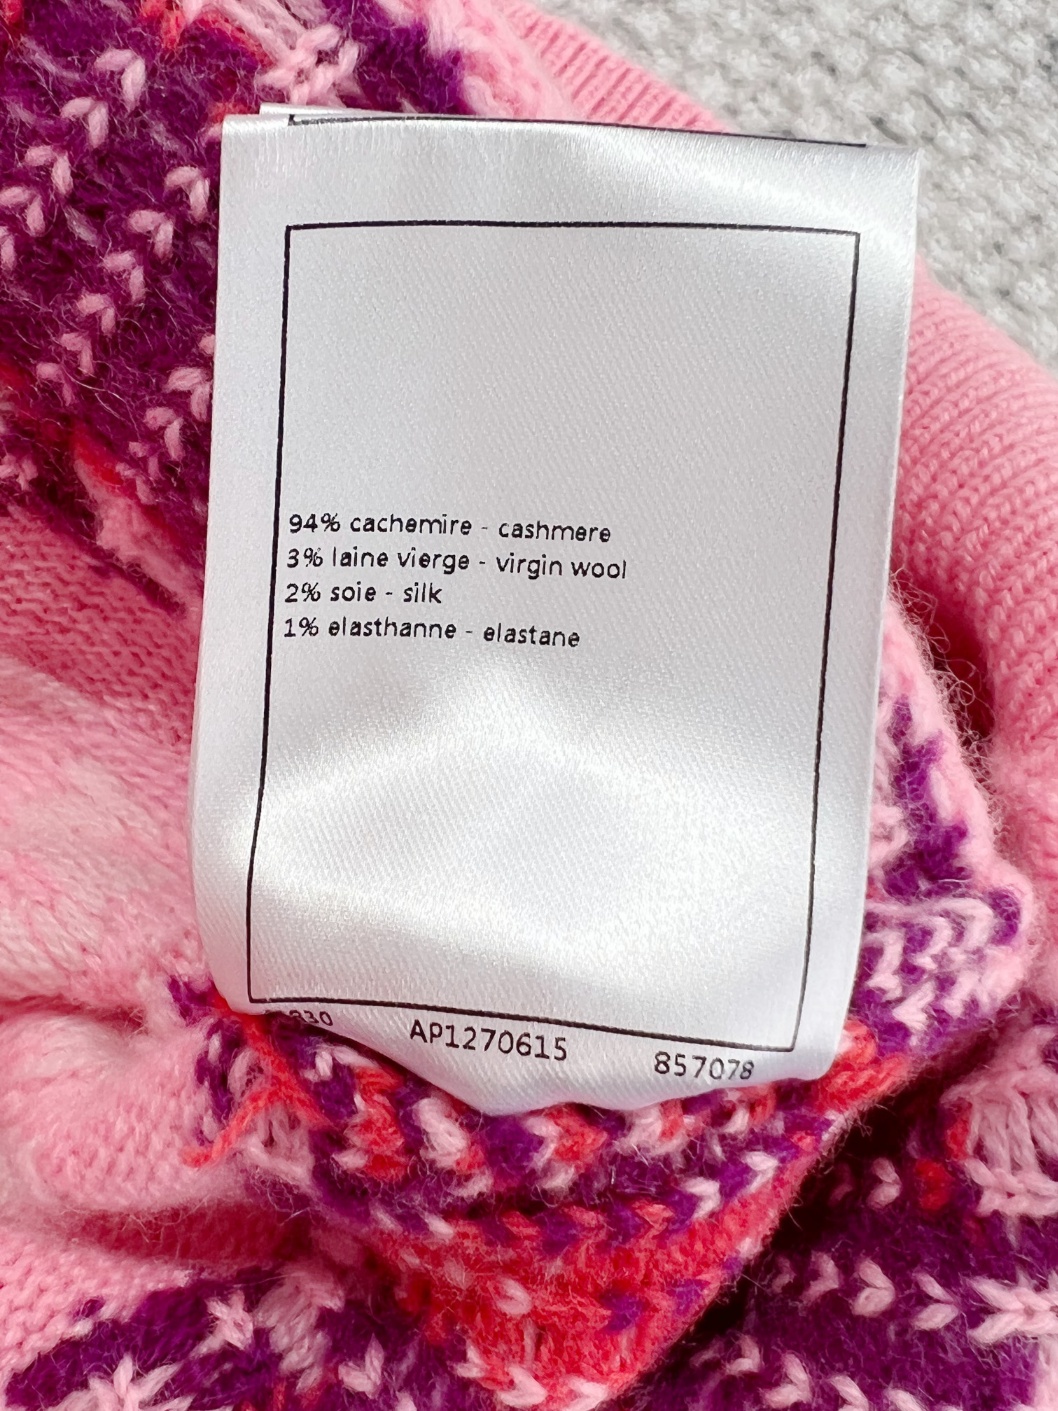 94% cachemire - cashmere
3% laine vierge - virgin wool
2% soie - silk
1% elasthanne - elastane
AP1270615 857078